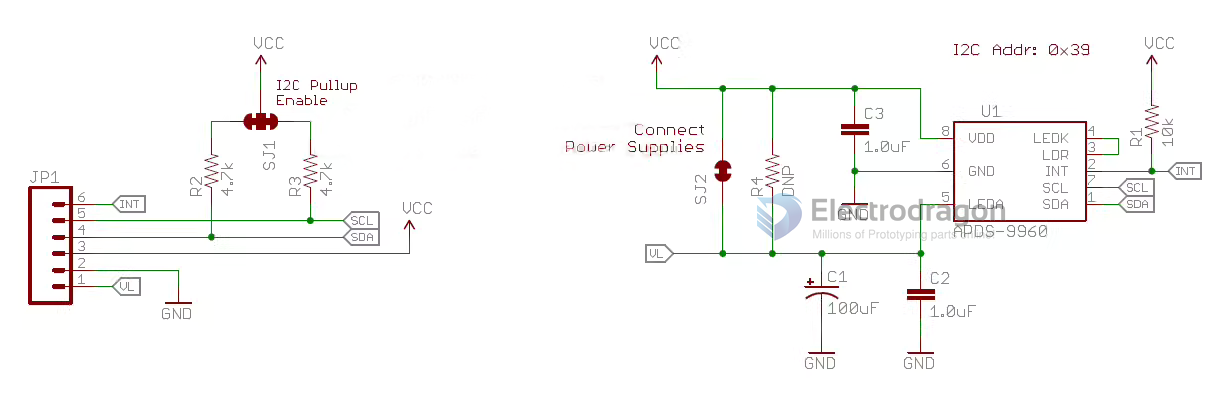 VCC
I2C Pullup
Enable
SJ1
R2
4.7k
R3
4.7k
JP1
6
INT
5
SCL
4
SDA
3
VCC
2
1
VL
GND
VCC
I2C Addr: 0x39
VCC
Connect
Power Supplies
SJ2
R4
DNP
C3
1.0uF
GND
U1
8
VDD
LEDK
4
LDR
3
6
GND
INT
2
INT
SCL
7
SCL
5
LEDA
SDA
1
SDA
ADDS-9960
R1
10k
Electrodragon
Millions of Prototyping parts
VL
C1
100uF
GND
C2
1.0uF
GND